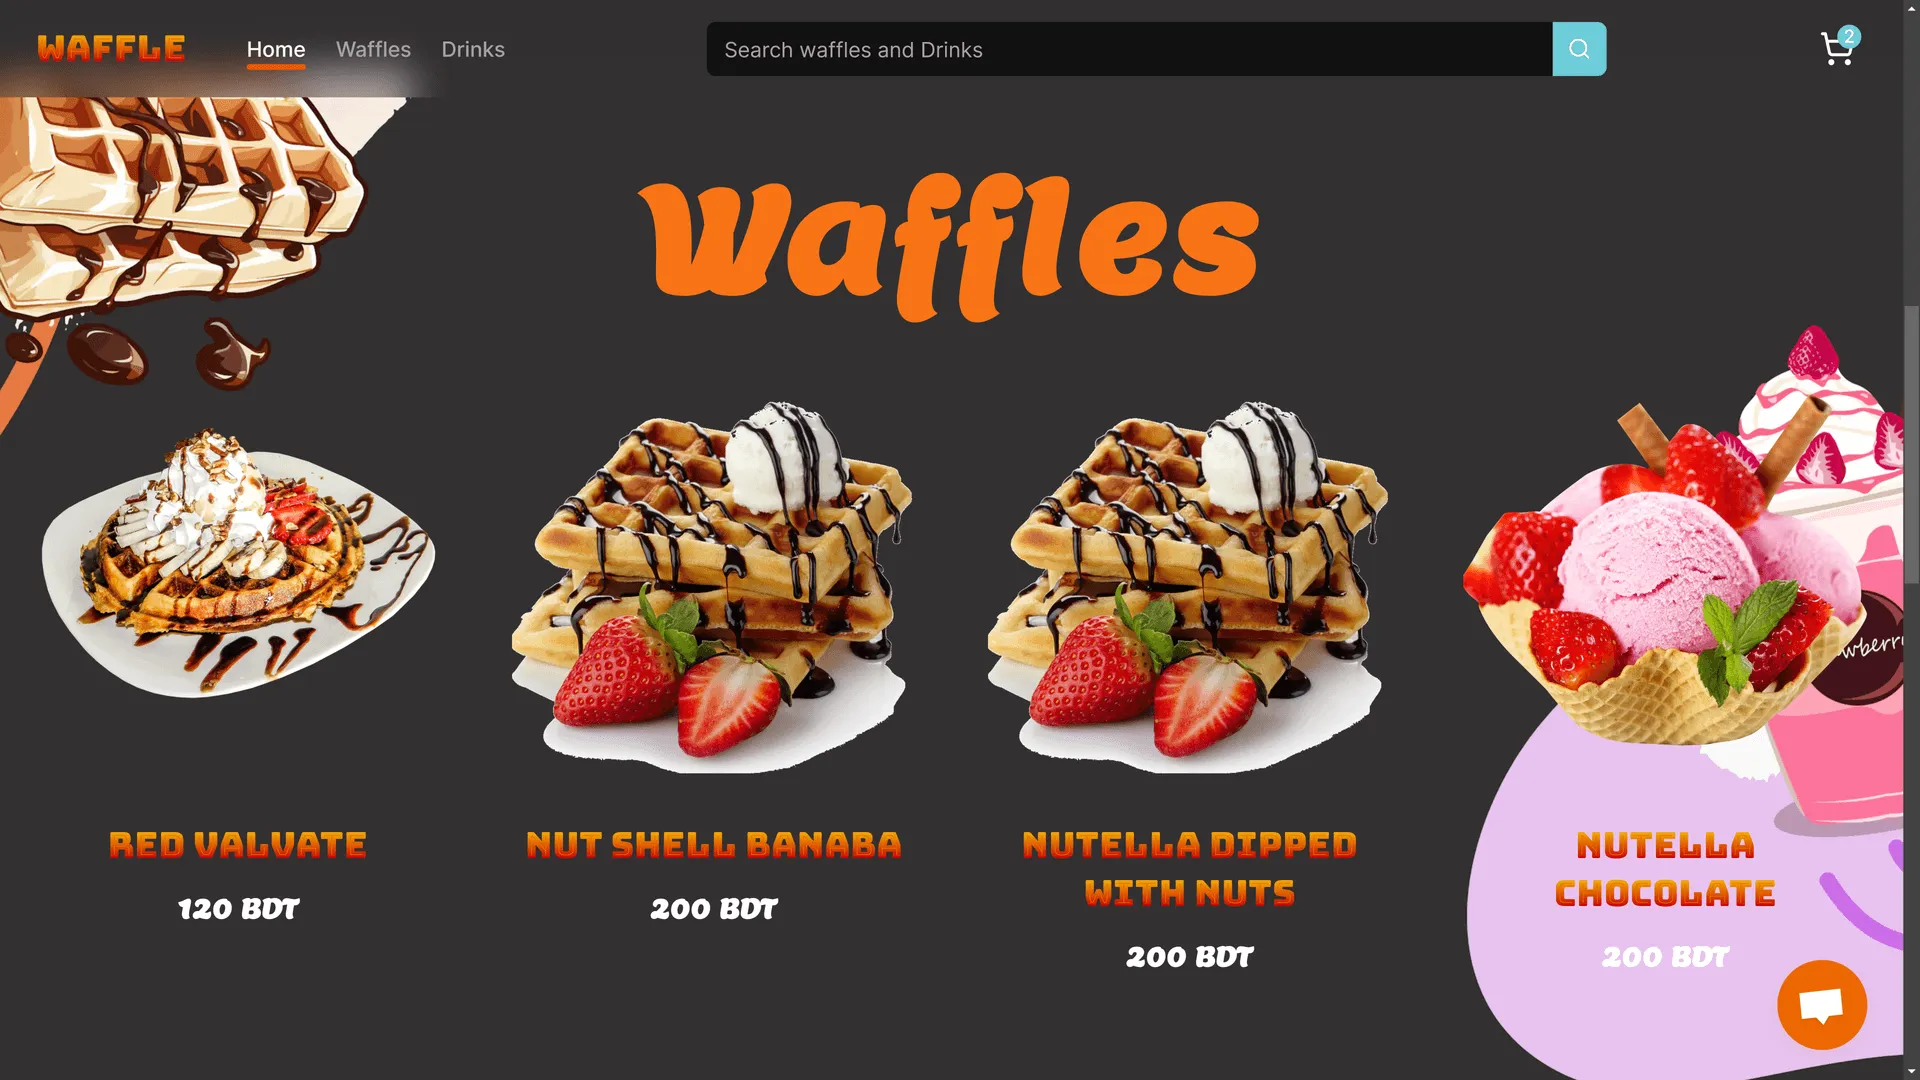 WAFFLE
Home
Waffles
Drinks
Search waffles and Drinks
2
Waffles
RED VALVATE
120 BDT
NUT SHELL BANABA
200 BDT
NUTELLA DIPPED
WITH NUTS
200 BDT
NUTELLA
CHOCOLATE
200 BDT